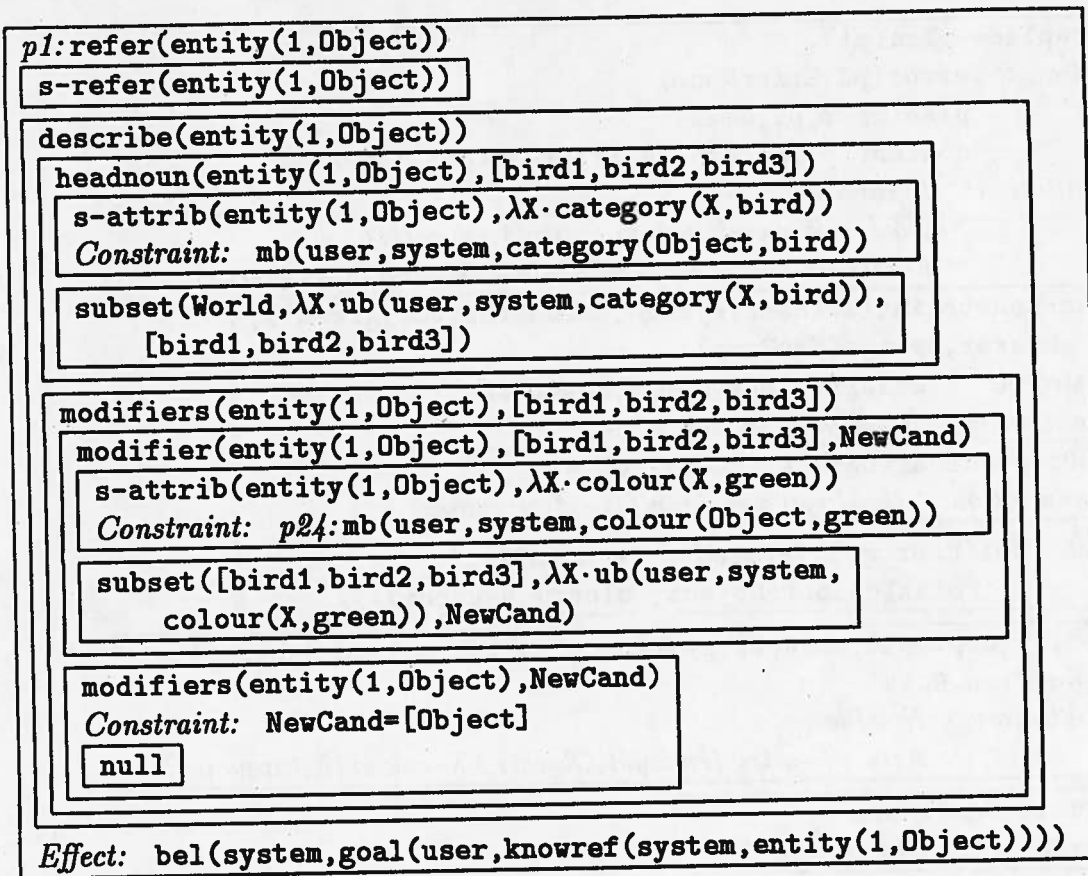 p1:refer(entity(1,Object))
s-refer(entity(1,Object))
describe(entity(1,Object))
headnoun(entity(1,Object),[bird1,bird2,bird3])
s-attrib(entity(1,Object),λX·category(X,bird))
Constraint: mb(user,system,category(Object,bird))
subset(World,λX·ub(user,system,category(X,bird)),
[bird1,bird2,bird3])
modifiers(entity(1,Object),[bird1,bird2,bird3])
modifier(entity(1,Object),[bird1,bird2,bird3],NewCand)
s-attrib(entity(1,Object),λX·colour(X,green))
Constraint: p24:mb(user,system,colour(Object,green))
subset([bird1,bird2,bird3],λX·ub(user,system,
colour(X,green)),NewCand)
modifiers(entity(1,Object),NewCand)
Constraint: NewCand=[Object]
null
Effect: bel(system,goal(user,knowref(system,entity(1,Object))))